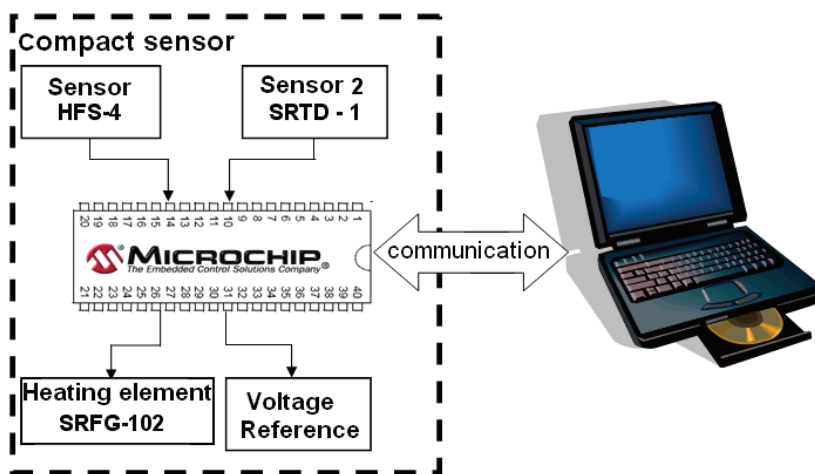 Compact sensor
Sensor
HFS-4
Sensor 2
SRTD - 1
20 19 18 17 16 15 14 13 12 11 10 9 8 7 6 5 4 3 2 1
MICROCHIP®
The Embedded Control Solutions Company®
21 22 23 24 25 26 27 28 29 30 31 32 33 34 35 36 37 38 39 40
communication
Heating element
SRFG-102
Voltage
Reference